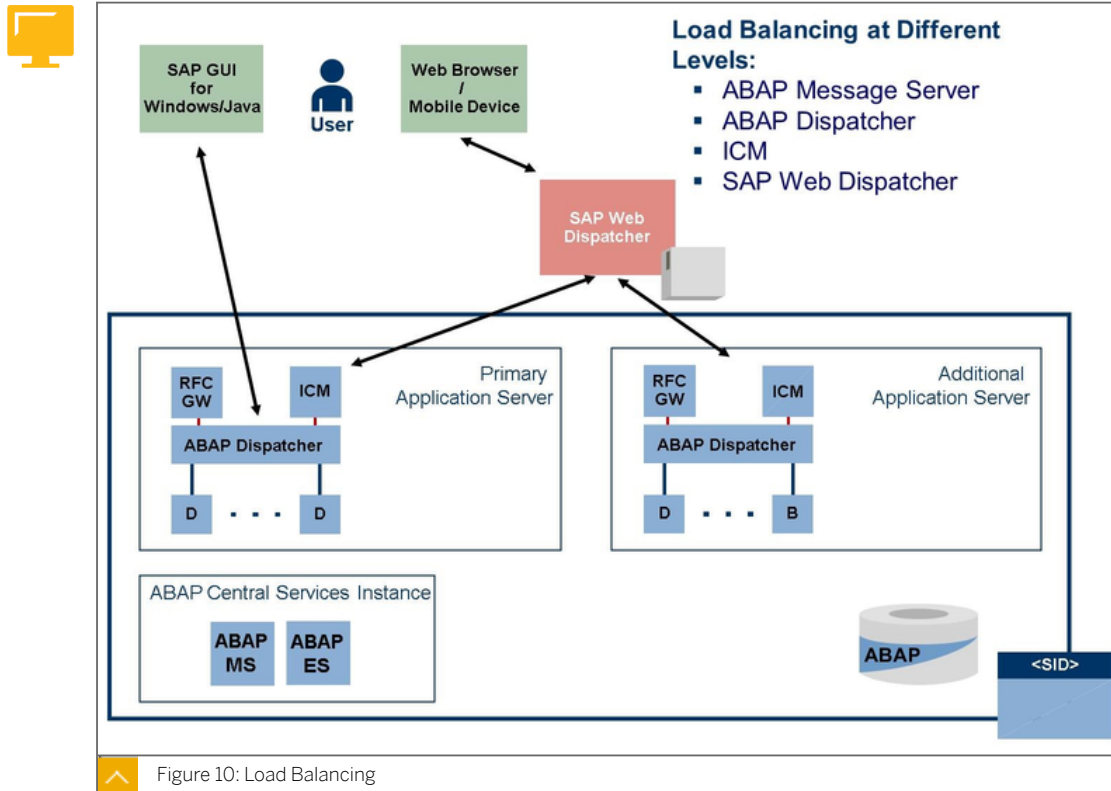 Load Balancing at Different
Levels:
▪ ABAP Message Server
▪ ABAP Dispatcher
▪ ICM
▪ SAP Web Dispatcher
SAP GUI
for
Windows/Java
User
Web Browser
/
Mobile Device
SAP Web
Dispatcher
Primary
Application Server
RFC
GW
ICM
ABAP Dispatcher
D . . . D
Additional
Application Server
RFC
GW
ICM
ABAP Dispatcher
D . . . B
ABAP Central Services Instance
ABAP
MS
ABAP
ES
ABAP
<SID>
Figure 10: Load Balancing